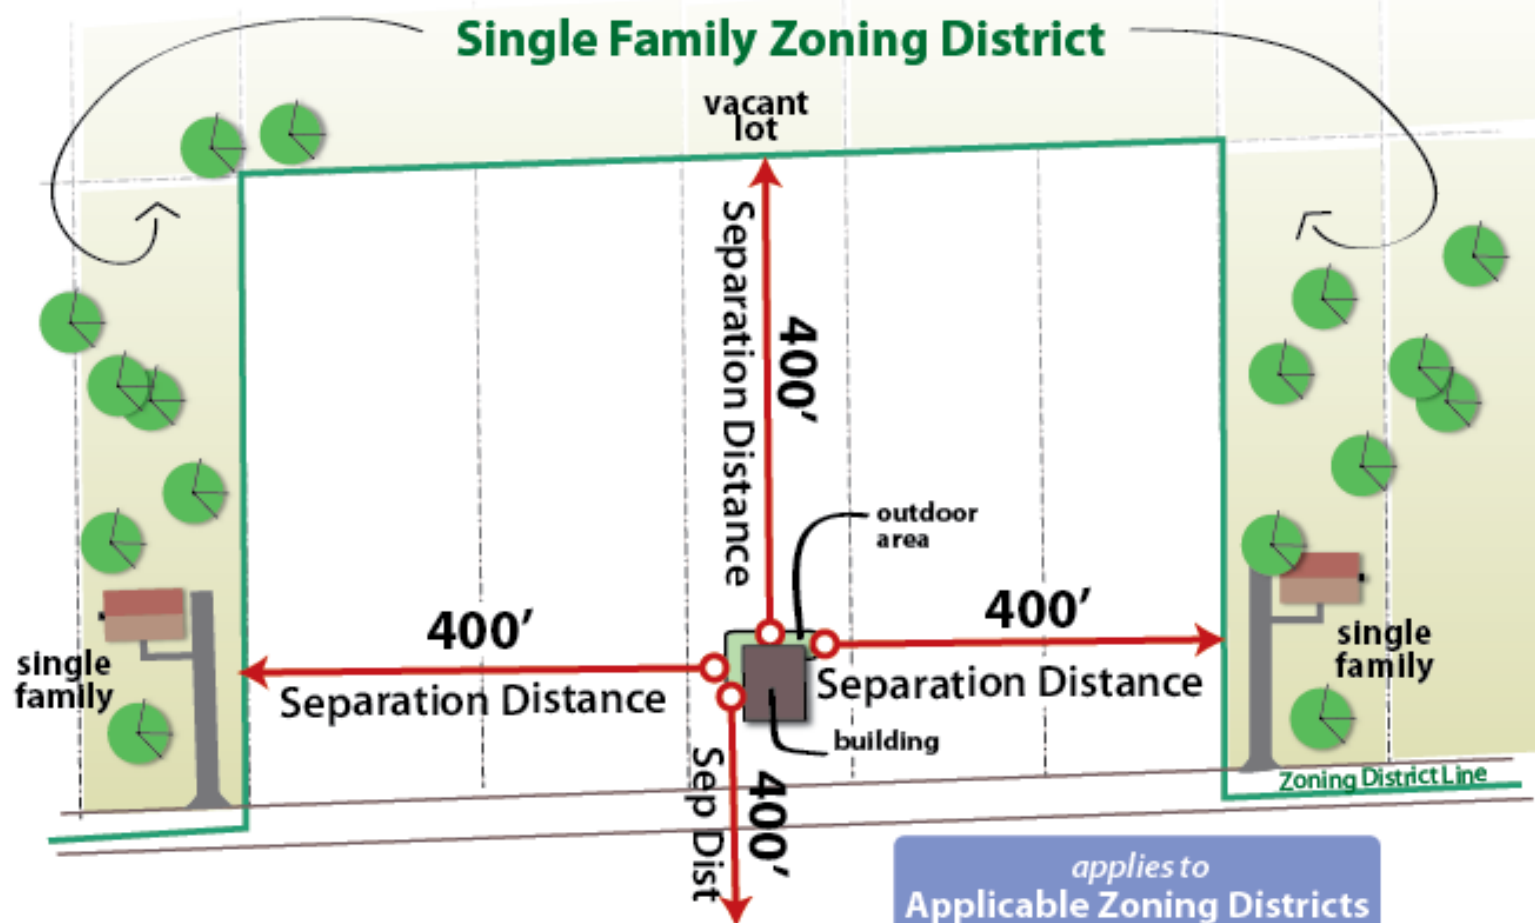 Single Family Zoning District
vacant
lot
Separation Distance
400’
outdoor
area
400’
400’
single
family
single
family
Separation Distance
Separation Distance
building
Sep Dist
400’
Zoning District Line
applies to
Applicable Zoning Districts